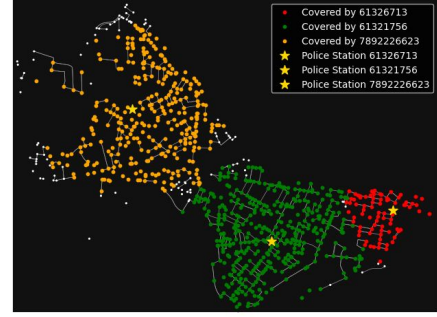 Covered by 61326713
Covered by 61321756
Covered by 7892226623
Police Station 61326713
Police Station 61321756
Police Station 7892226623